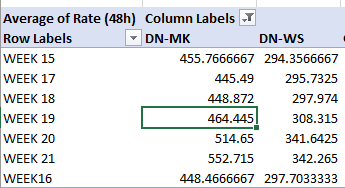 Average of Rate (48h) Column Labels
Row Labels DN-MK DN-WS
WEEK 15 455.7666667 294.3566667
WEEK 17 445.49 295.7325
WEEK 18 448.872 297.974
WEEK 19 464.445 308.315
WEEK 20 514.65 341.6425
WEEK 21 552.715 342.265
WEEK16 448.4666667 297.7033333